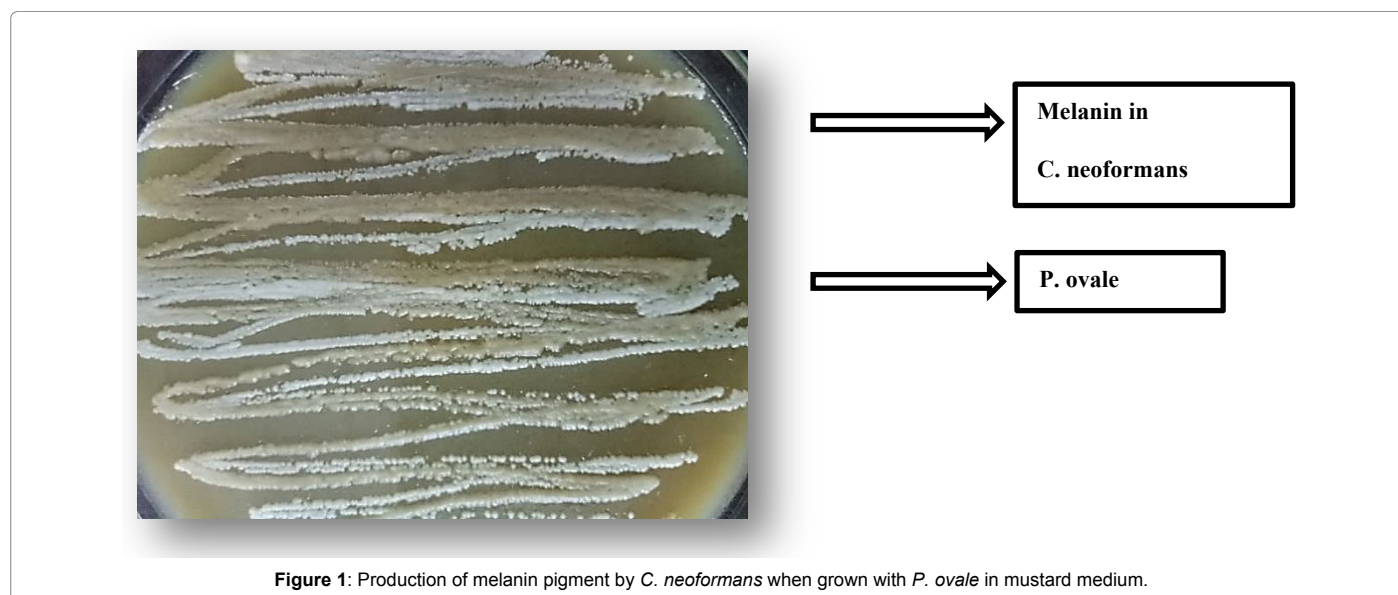 Melanin in
C. neoformans
P. ovale
Figure 1: Production of melanin pigment by C. neoformans when grown with P. ovale in mustard medium.